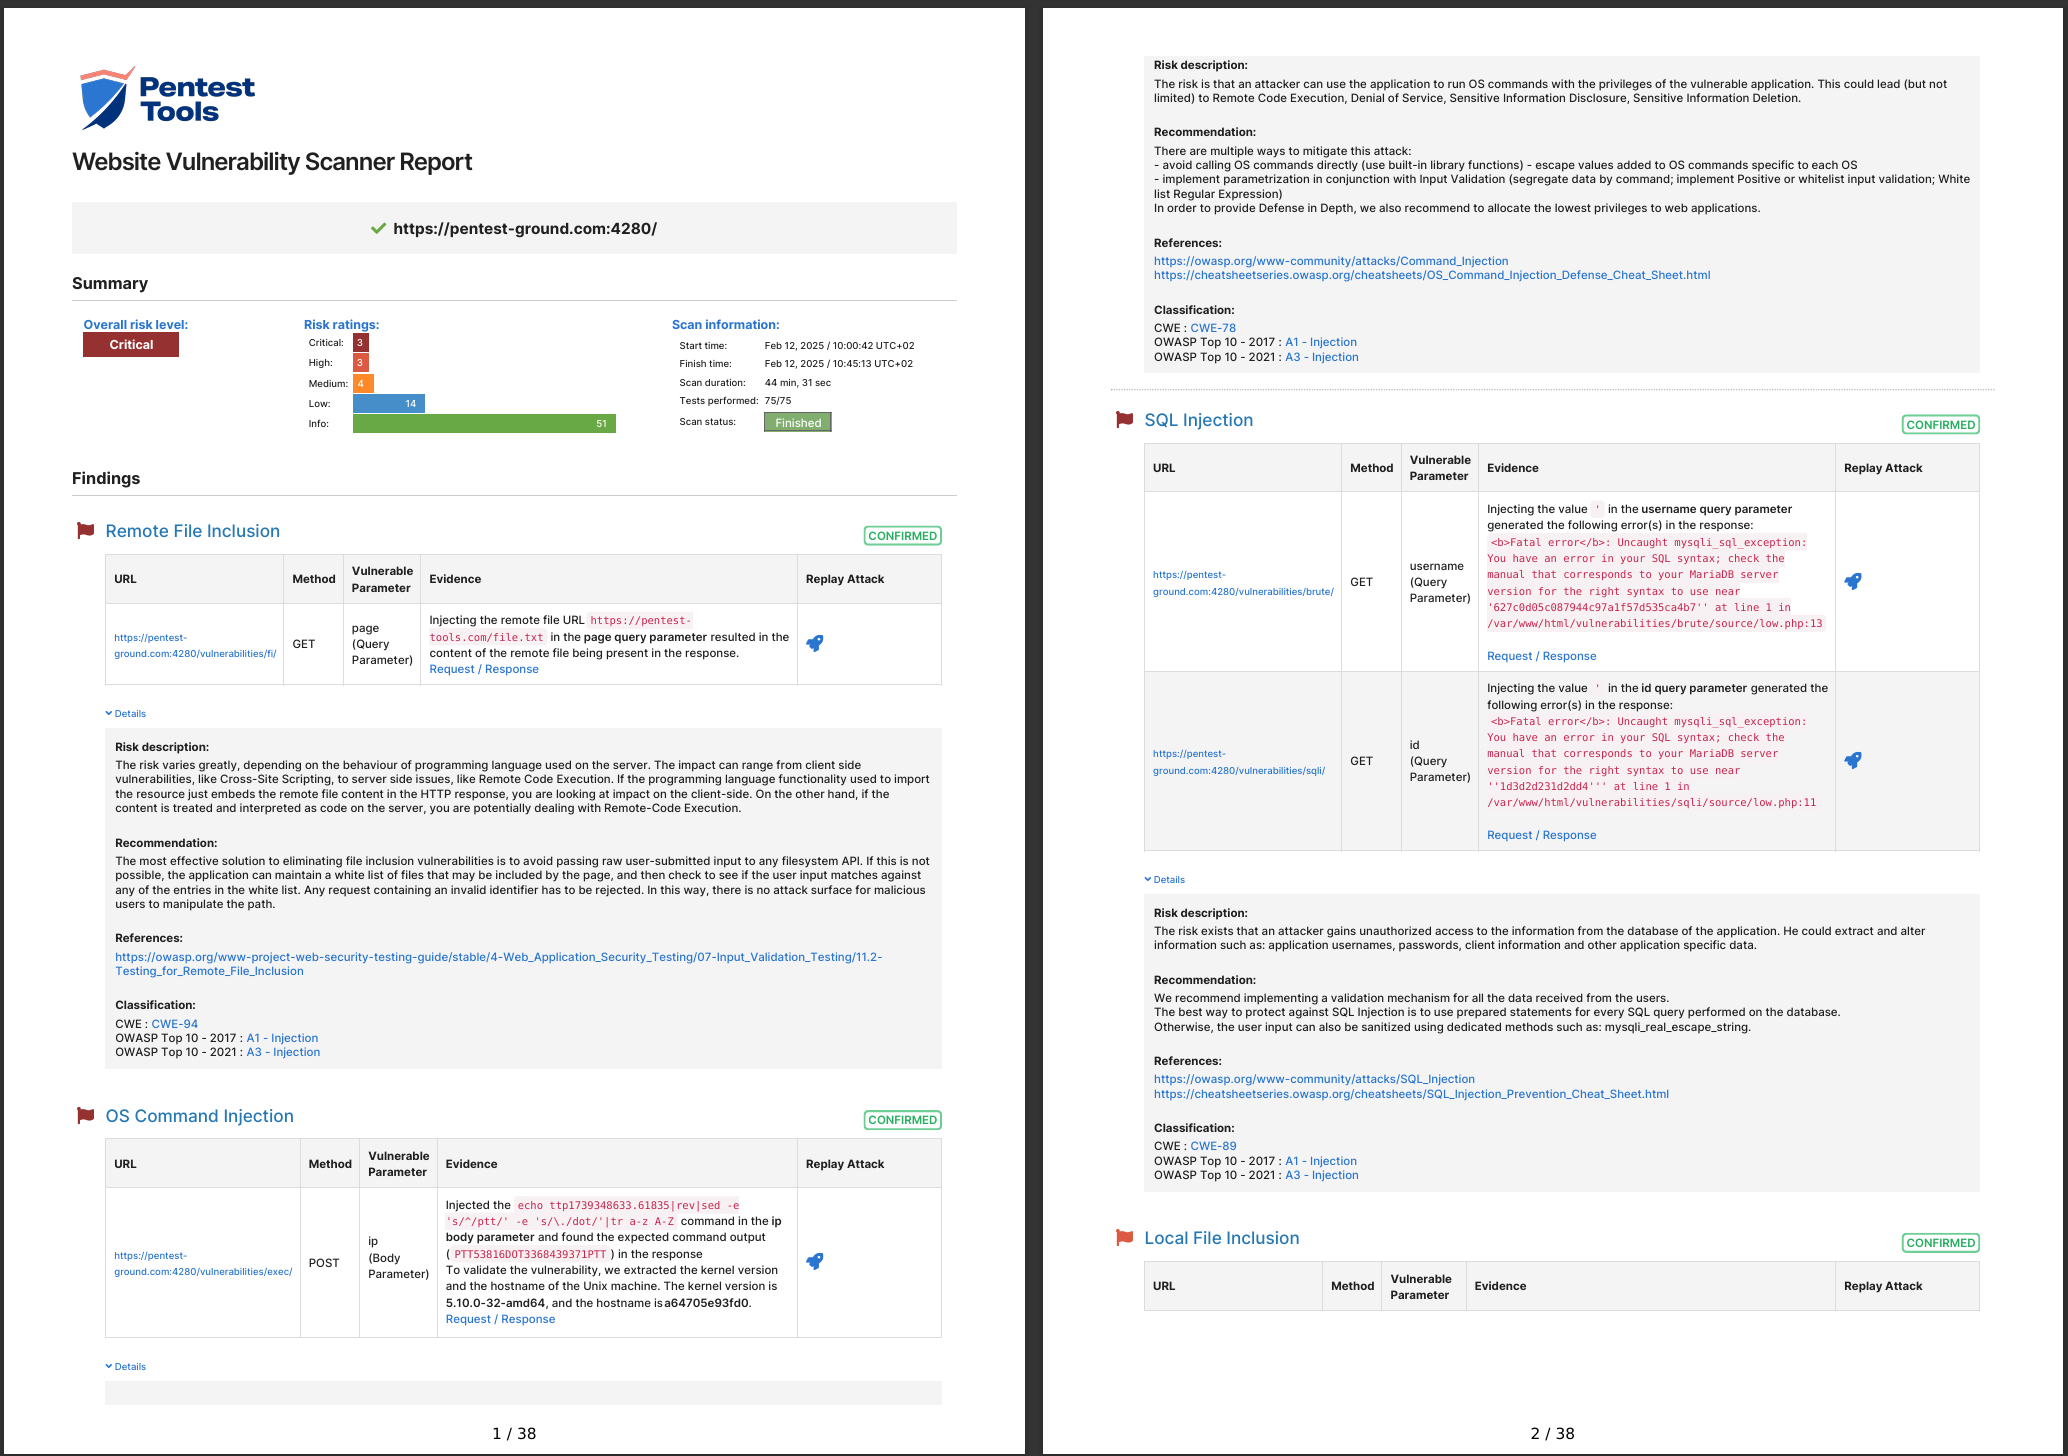 Pentest
Tools
Website Vulnerability Scanner Report
https://pentest-ground.com:4280/
Summary
Overall risk level:
Critical
Risk ratings:
Critical: 3
High: 3
Medium: 4
Low: 14
Info: 51
Scan information:
Start time: Feb 12, 2025 / 10:00:42 UTC+02
Finish time: Feb 12, 2025 / 10:45:13 UTC+02
Scan duration: 44 min, 31 sec
Tests performed: 75/75
Scan status: Finished
Findings
Remote File Inclusion
CONFIRMED
URL Method Vulnerable Parameter Evidence Replay Attack
https://pentest-
ground.com:4280/vulnerabilities/fi/
GET
page
(Query
Parameter)
Injecting the remote file URL https://pentest-
tools.com/file.txt in the page query parameter resulted in the
content of the remote file being present in the response.
Request / Response
Details
Risk description:
The risk varies greatly, depending on the behaviour of programming language used on the server. The impact can range from client side
vulnerabilities, like Cross-Site Scripting, to server side issues, like Remote Code Execution. If the programming language functionality used to import
the resource just embeds the remote file content in the HTTP response, you are looking at impact on the client-side. On the other hand, if the
content is treated and interpreted as code on the server, you are potentially dealing with Remote-Code Execution.
Recommendation:
The most effective solution to eliminating file inclusion vulnerabilities is to avoid passing raw user-submitted input to any filesystem API. If this is not
possible, the application can maintain a white list of files that may be included by the page, and then check to see if the user input matches against
any of the entries in the white list. Any request containing an invalid identifier has to be rejected. In this way, there is no attack surface for malicious
users to manipulate the path.
References:
https://owasp.org/www-project-web-security-testing-guide/stable/4-Web_Application_Security_Testing/07-Input_Validation_Testing/11.2-
Testing_for_Remote_File_Inclusion
Classification:
CWE : CWE-94
OWASP Top 10 - 2017 : A1 - Injection
OWASP Top 10 - 2021 : A3 - Injection
OS Command Injection
CONFIRMED
URL Method Vulnerable Parameter Evidence Replay Attack
https://pentest-
ground.com:4280/vulnerabilities/exec/
POST
ip
(Body
Parameter)
Injected the echo ttp1739348633.61835|rev|sed -e
's/^/ptt/' -e 's/\./dot/'|tr a-z A-Z command in the ip
body parameter and found the expected command output
( PTT53816DOT3368439371PTT ) in the response
To validate the vulnerability, we extracted the kernel version
and the hostname of the Unix machine. The kernel version is
5.10.0-32-amd64, and the hostname is a64705e93fd0.
Request / Response
Details
1 / 38
Risk description:
The risk is that an attacker can use the application to run OS commands with the privileges of the vulnerable application. This could lead (but not
limited) to Remote Code Execution, Denial of Service, Sensitive Information Disclosure, Sensitive Information Deletion.
Recommendation:
There are multiple ways to mitigate this attack:
- avoid calling OS commands directly (use built-in library functions) - escape values added to OS commands specific to each OS
- implement parametrization in conjunction with Input Validation (segregate data by command; implement Positive or whitelist input validation; White
list Regular Expression)
In order to provide Defense in Depth, we also recommend to allocate the lowest privileges to web applications.
References:
https://owasp.org/www-community/attacks/Command_Injection
https://cheatsheetseries.owasp.org/cheatsheets/OS_Command_Injection_Defense_Cheat_Sheet.html
Classification:
CWE : CWE-78
OWASP Top 10 - 2017 : A1 - Injection
OWASP Top 10 - 2021 : A3 - Injection
SQL Injection
CONFIRMED
URL Method Vulnerable Parameter Evidence Replay Attack
https://pentest-
ground.com:4280/vulnerabilities/brute/
GET
username
(Query
Parameter)
Injecting the value ' in the username query parameter
generated the following error(s) in the response:
<b>Fatal error</b>: Uncaught mysqli_sql_exception:
You have an error in your SQL syntax; check the
manual that corresponds to your MariaDB server
version for the right syntax to use near
'627c0d05c087944c97a1f57d535ca4b7'' at line 1 in
/var/www/html/vulnerabilities/brute/source/low.php:13
Request / Response
https://pentest-
ground.com:4280/vulnerabilities/sqli/
GET
id
(Query
Parameter)
Injecting the value ' in the id query parameter generated the
following error(s) in the response:
<b>Fatal error</b>: Uncaught mysqli_sql_exception:
You have an error in your SQL syntax; check the
manual that corresponds to your MariaDB server
version for the right syntax to use near
''1d3d2d231d2dd4''' at line 1 in
/var/www/html/vulnerabilities/sqli/source/low.php:11
Request / Response
Details
Risk description:
The risk exists that an attacker gains unauthorized access to the information from the database of the application. He could extract and alter
information such as: application usernames, passwords, client information and other application specific data.
Recommendation:
We recommend implementing a validation mechanism for all the data received from the users.
The best way to protect against SQL Injection is to use prepared statements for every SQL query performed on the database.
Otherwise, the user input can also be sanitized using dedicated methods such as: mysqli_real_escape_string.
References:
https://owasp.org/www-community/attacks/SQL_Injection
https://cheatsheetseries.owasp.org/cheatsheets/SQL_Injection_Prevention_Cheat_Sheet.html
Classification:
CWE : CWE-89
OWASP Top 10 - 2017 : A1 - Injection
OWASP Top 10 - 2021 : A3 - Injection
Local File Inclusion
CONFIRMED
URL Method Vulnerable Parameter Evidence Replay Attack
2 / 38